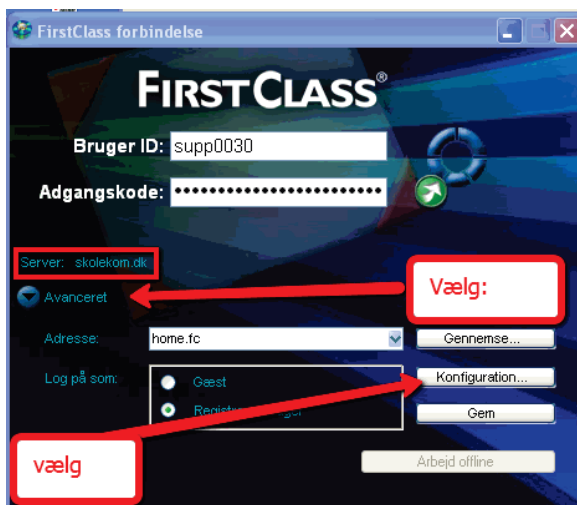 FirstClass forbindelse
FIRSTCLASS®
Bruger ID: supp0030
Adgangskode: ••••••••••••••••••••••••
Server: skolekom.dk
Avanceret
Vælg:
Adresse: home.fc Gennemse...
Log på som: Gæst Konfiguration...
Gem
vælg
Arbejd offline